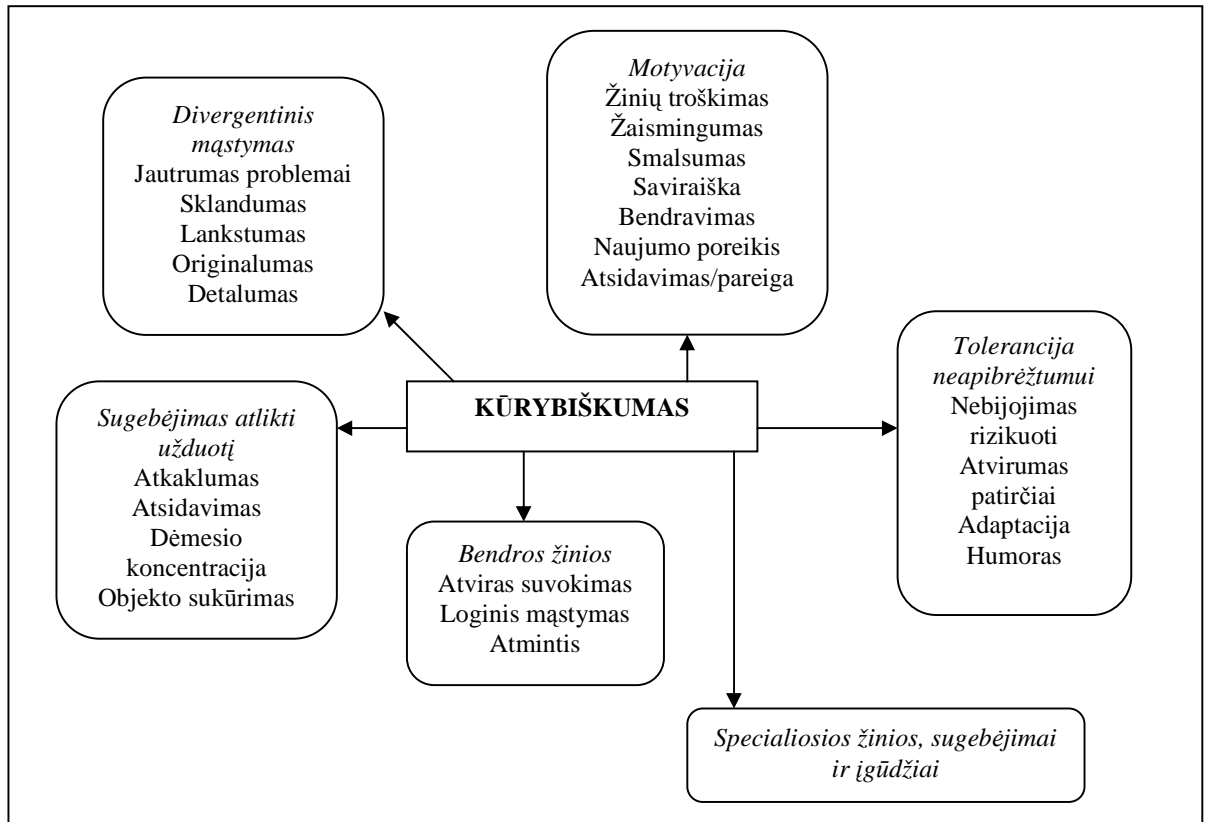 Divergentinis
mąstymas
Jautrumas problemai
Sklandumas
Lankstumas
Originalumas
Detalumas
Motyvacija
Žinių troškimas
Žaismingumas
Smalsumas
Saviraiška
Bendravimas
Naujumo poreikis
Atsidavimas/pareiga
KŪRYBIŠKUMAS
Tolerancija
neapibrėžtumui
Nebijojimas
rizikuoti
Atvirumas
patirčiai
Adaptacija
Humoras
Sugebėjimas atlikti
užduotį
Atkaklumas
Atsidavimas
Dėmesio
koncentracija
Objekto sukūrimas
Bendros žinios
Atviras suvokimas
Loginis mąstymas
Atmintis
Specialiosios žinios, sugebėjimai
ir įgūdžiai